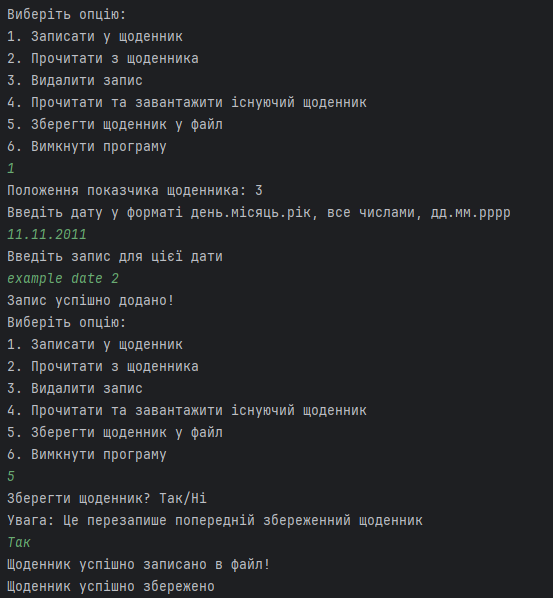 Виберіть опцію:
1. Записати у щоденник
2. Прочитати з щоденника
3. Видалити запис
4. Прочитати та завантажити існуючий щоденник
5. Зберегти щоденник у файл
6. Вимкнути програму
1
Положення показчика щоденника: 3
Введіть дату у форматі день.місяць.рік, все числами, дд.мм.рррр
11.11.2011
Введіть запис для цієї дати
example date 2
Запис успішно додано!
Виберіть опцію:
1. Записати у щоденник
2. Прочитати з щоденника
3. Видалити запис
4. Прочитати та завантажити існуючий щоденник
5. Зберегти щоденник у файл
6. Вимкнути програму
5
Зберегти щоденник? Так/Ні
Увага: Це перезапише попередній збереженний щоденник
Так
Щоденник успішно записано в файл!
Щоденник успішно збережено